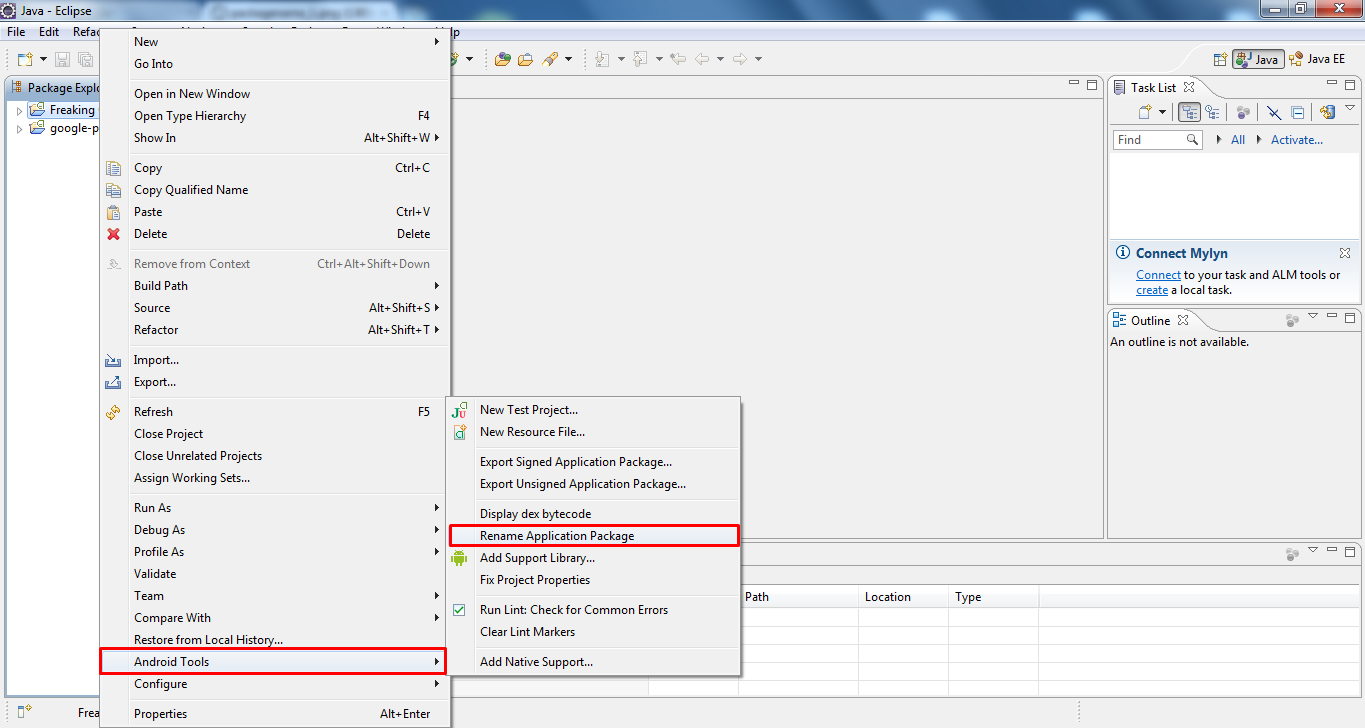 Java - Eclipse
File Edit Refac lp
Java Java EE
Package Explo
Freaking
google-p
New
Go Into
Open in New Window
Open Type Hierarchy F4
Show In Alt+Shift+W
Copy Ctrl+C
Copy Qualified Name
Paste Ctrl+V
Delete Delete
Remove from Context Ctrl+Alt+Shift+Down
Build Path
Source Alt+Shift+S
Refactor Alt+Shift+T
Import...
Export...
Refresh F5
Close Project
Close Unrelated Projects
Assign Working Sets...
Run As
Debug As
Profile As
Validate
Team
Compare With
Restore from Local History...
Android Tools
Configure
Properties Alt+Enter
New Test Project...
New Resource File...
Export Signed Application Package...
Export Unsigned Application Package...
Display dex bytecode
Rename Application Package
Add Support Library...
Fix Project Properties
Run Lint: Check for Common Errors
Clear Lint Markers
Add Native Support...
Task List
Find All Activate...
Connect Mylyn
Connect to your task and ALM tools or
create a local task.
Outline
An outline is not available.
Path Location Type
Frea